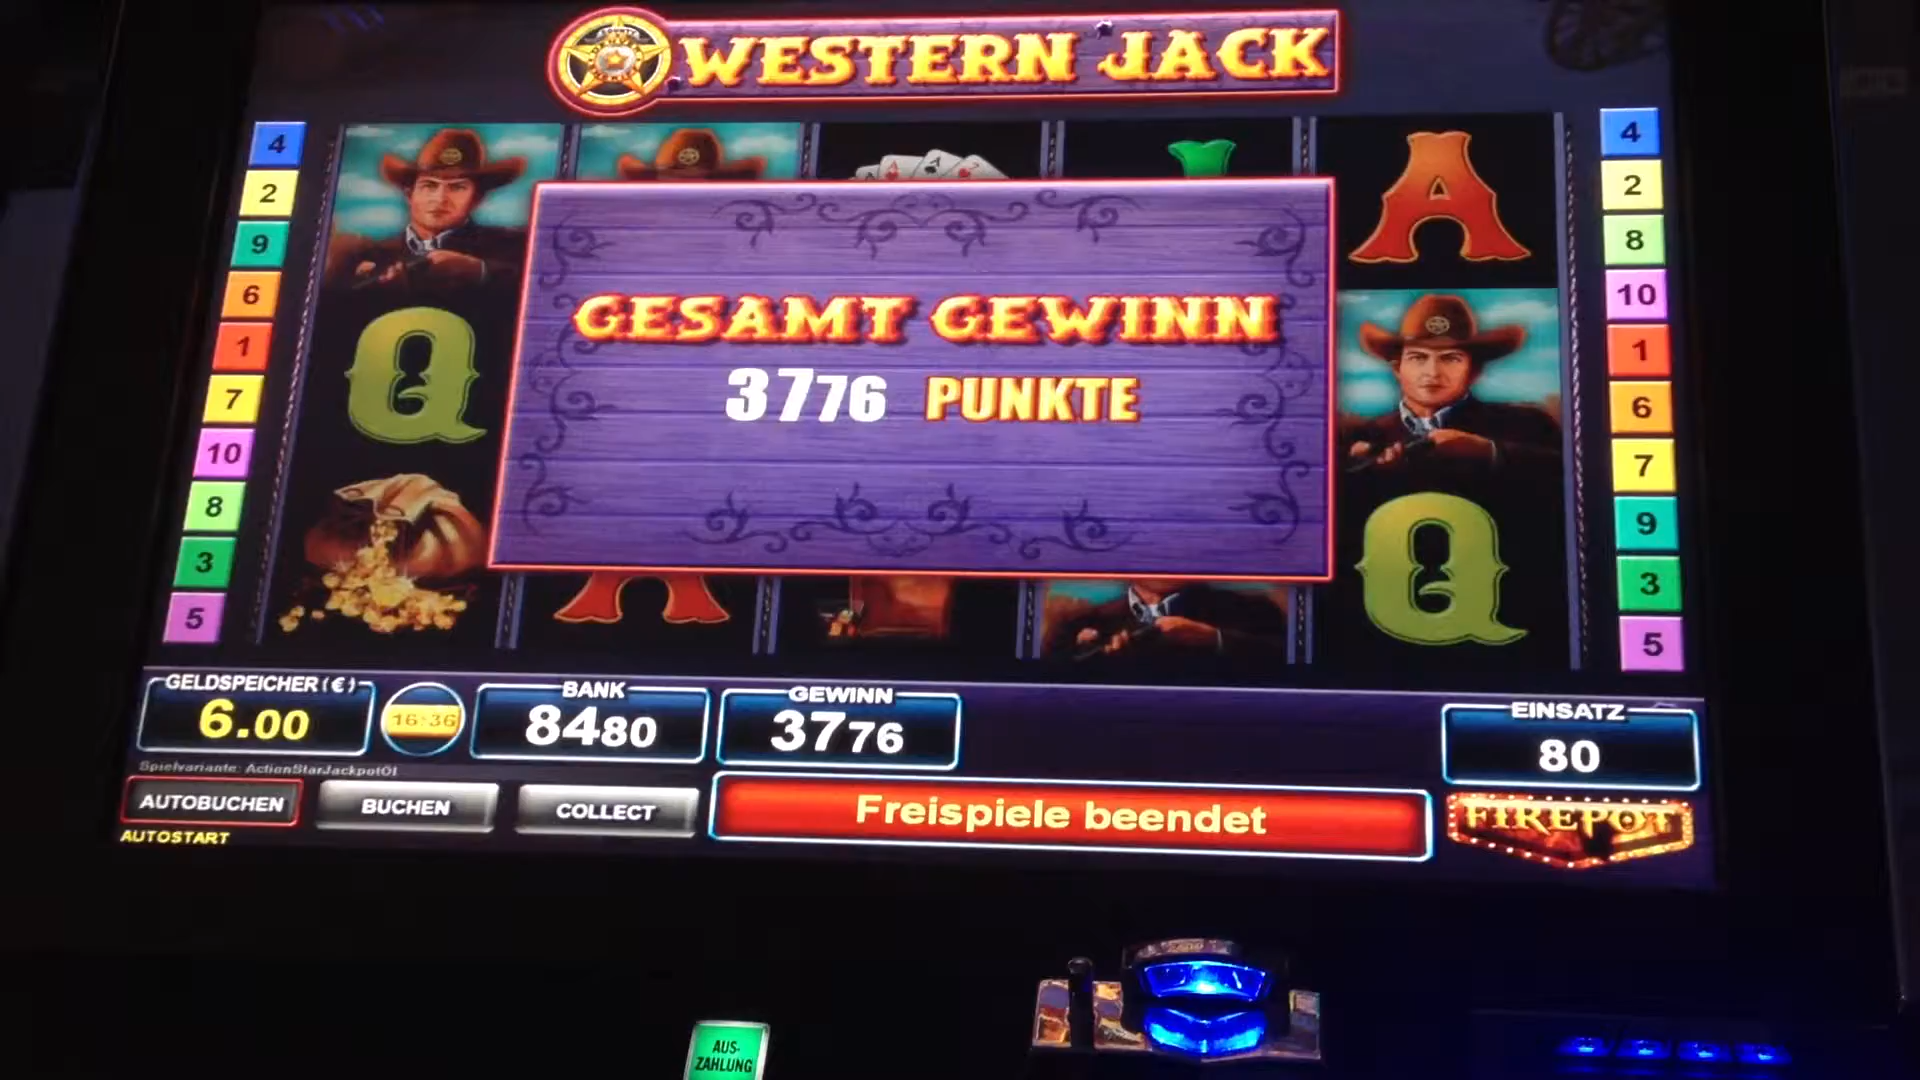 WESTERN JACK
4
2
9
6
1
7
10
8
3
5
A
Q
Q
GESAMT GEWINN
3776 PUNKTE
4
2
8
10
1
6
7
9
3
5
GELDSPEICHER (€)
6.00
16:36
BANK
8480
GEWINN
3776
EINSATZ
80
Spielvariante: ActionStarJackpot01
AUTOBUCHEN
BUCHEN
COLLECT
Freispiele beendet
FIREPOT
AUTOSTART
AUS-
ZAHLUNG